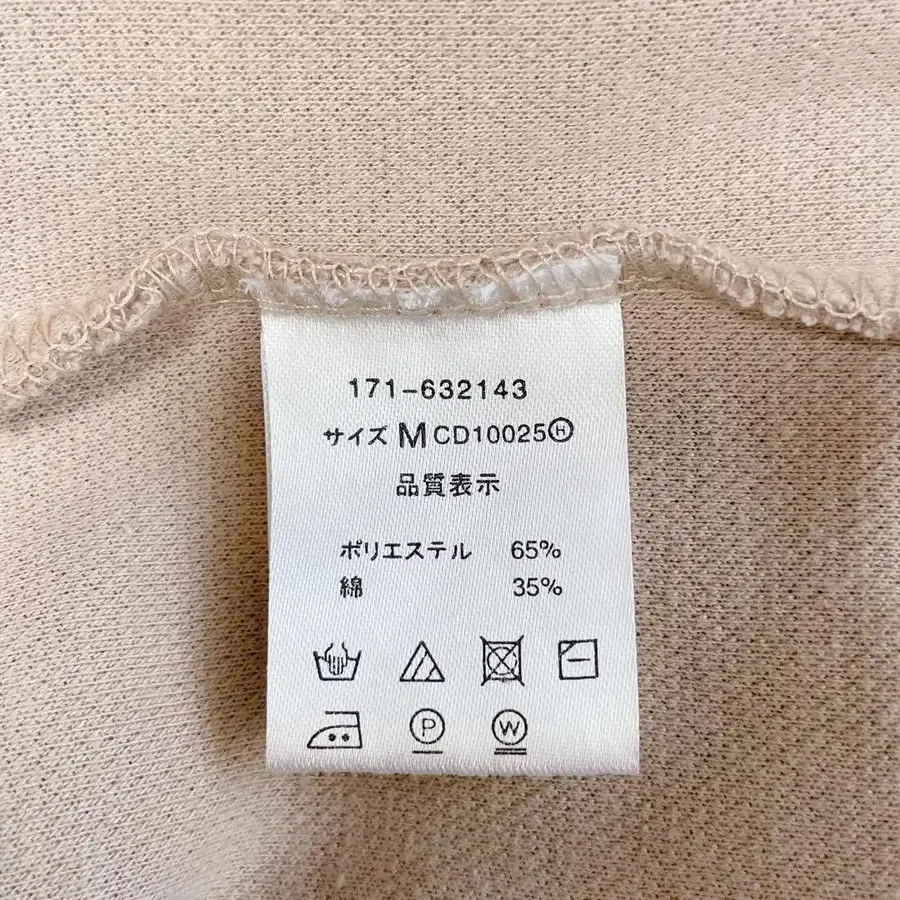 171-632143
サイズ M CD10025Ⓗ
品質表示
ポリエステル 65%
綿 35%
P W